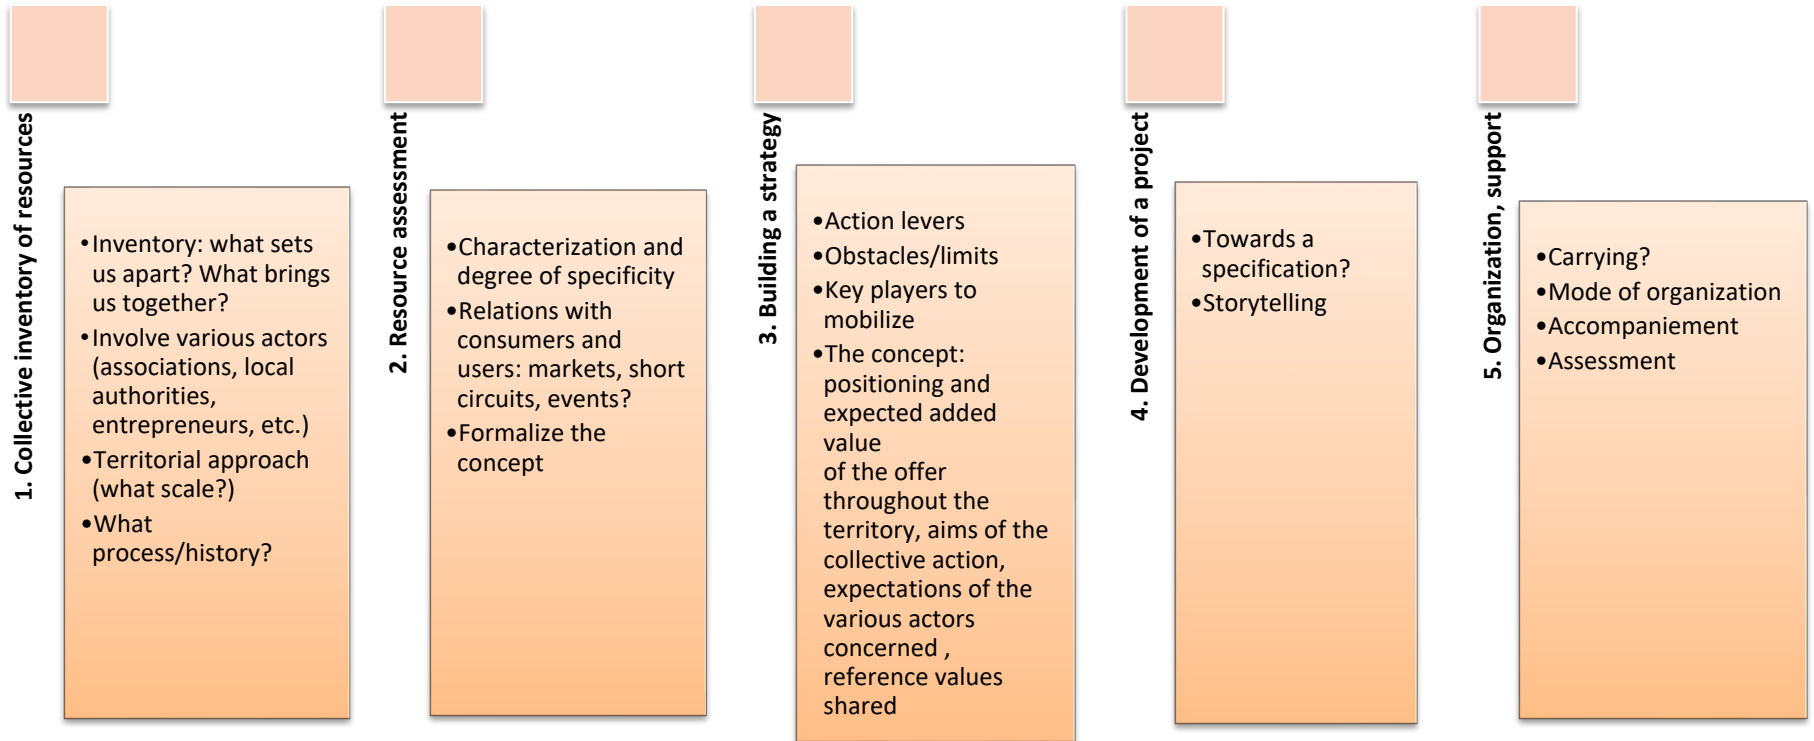 1. Collective inventory of resources
•Inventory: what sets
us apart? What brings
us together?
•Involve various actors
(associations, local
authorities,
entrepreneurs, etc.)
•Territorial approach
(what scale?)
•What
process/history?
2. Resource assessment
•Characterization and
degree of specificity
•Relations with
consumers and
users: markets, short
circuits, events?
•Formalize the
concept
3. Building a strategy
•Action levers
•Obstacles/limits
•Key players to
mobilize
•The concept:
positioning and
expected added
value
of the offer
throughout the
territory, aims of the
collective action,
expectations of the
various actors
concerned ,
reference values
shared
4. Development of a project
•Towards a
specification?
•Storytelling
5. Organization, support
•Carrying?
•Mode of organization
•Accompaniement
•Assessment